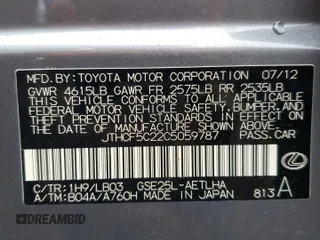 MFD. BY: TOYOTA MOTOR CORPORATION 07/12
GVWR 4615LB GAWR FR 2575LB RR 2535LB
THIS VEHICLE CONFORMS TO ALL APPLICABLE
FEDERAL MOTOR VEHICLE SAFETY, BUMPER, AND
THEFT PREVENTION STANDARDS IN EFFECT ON
THE DATE OF MANUFACTURE SHOWN ABOVE.
JTHCF5C22C5059787 PASS.CAR
C/TR: 1H9/LB03 GSE25L-AETLHA
A/TM: B04A/A760H MADE IN JAPAN 813 A